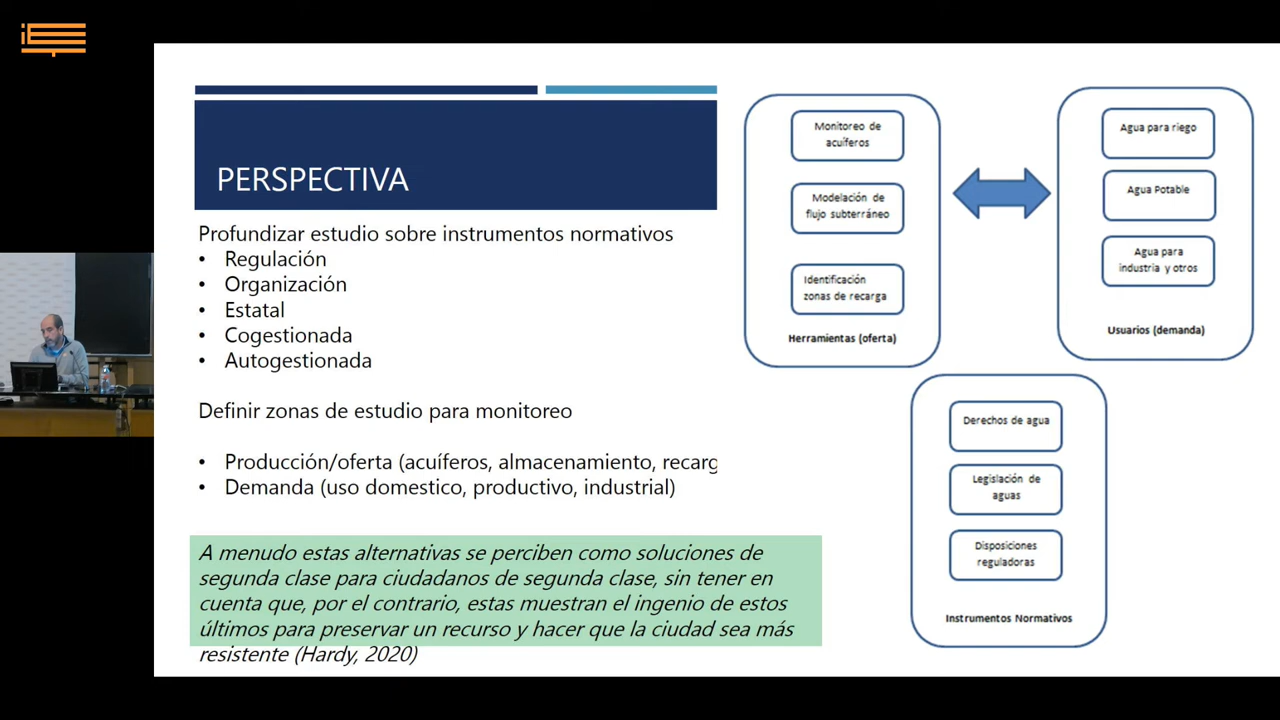 PERSPECTIVA
Profundizar estudio sobre instrumentos normativos
• Regulación
• Organización
• Estatal
• Cogestionada
• Autogestionada
Definir zonas de estudio para monitoreo
• Producción/oferta (acuíferos, almacenamiento, recarg
• Demanda (uso domestico, productivo, industrial)
A menudo estas alternativas se perciben como soluciones de
segunda clase para ciudadanos de segunda clase, sin tener en
cuenta que, por el contrario, estas muestran el ingenio de estos
últimos para preservar un recurso y hacer que la ciudad sea más
resistente (Hardy, 2020)
Monitoreo de
acuíferos
Modelación de
flujo subterráneo
Identificación
zonas de recarga
Herramientas (oferta)
Agua para riego
Agua Potable
Agua para
industria y otros
Usuarios (demanda)
Derechos de agua
Legislación de
aguas
Disposiciones
reguladoras
Instrumentos Normativos